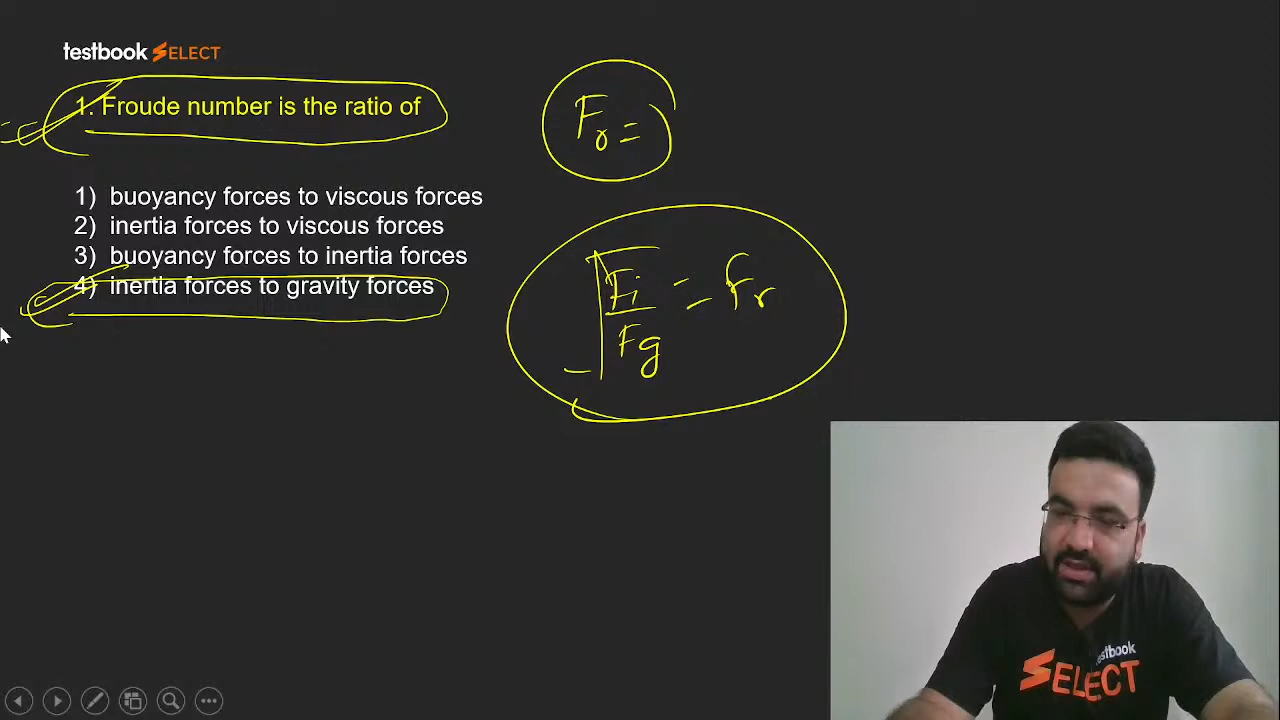 testbook SELECT
1. Froude number is the ratio of
1) buoyancy forces to viscous forces
2) inertia forces to viscous forces
3) buoyancy forces to inertia forces
4) inertia forces to gravity forces
Fr =
Fi
Fg
= Fr
testbook
SELECT